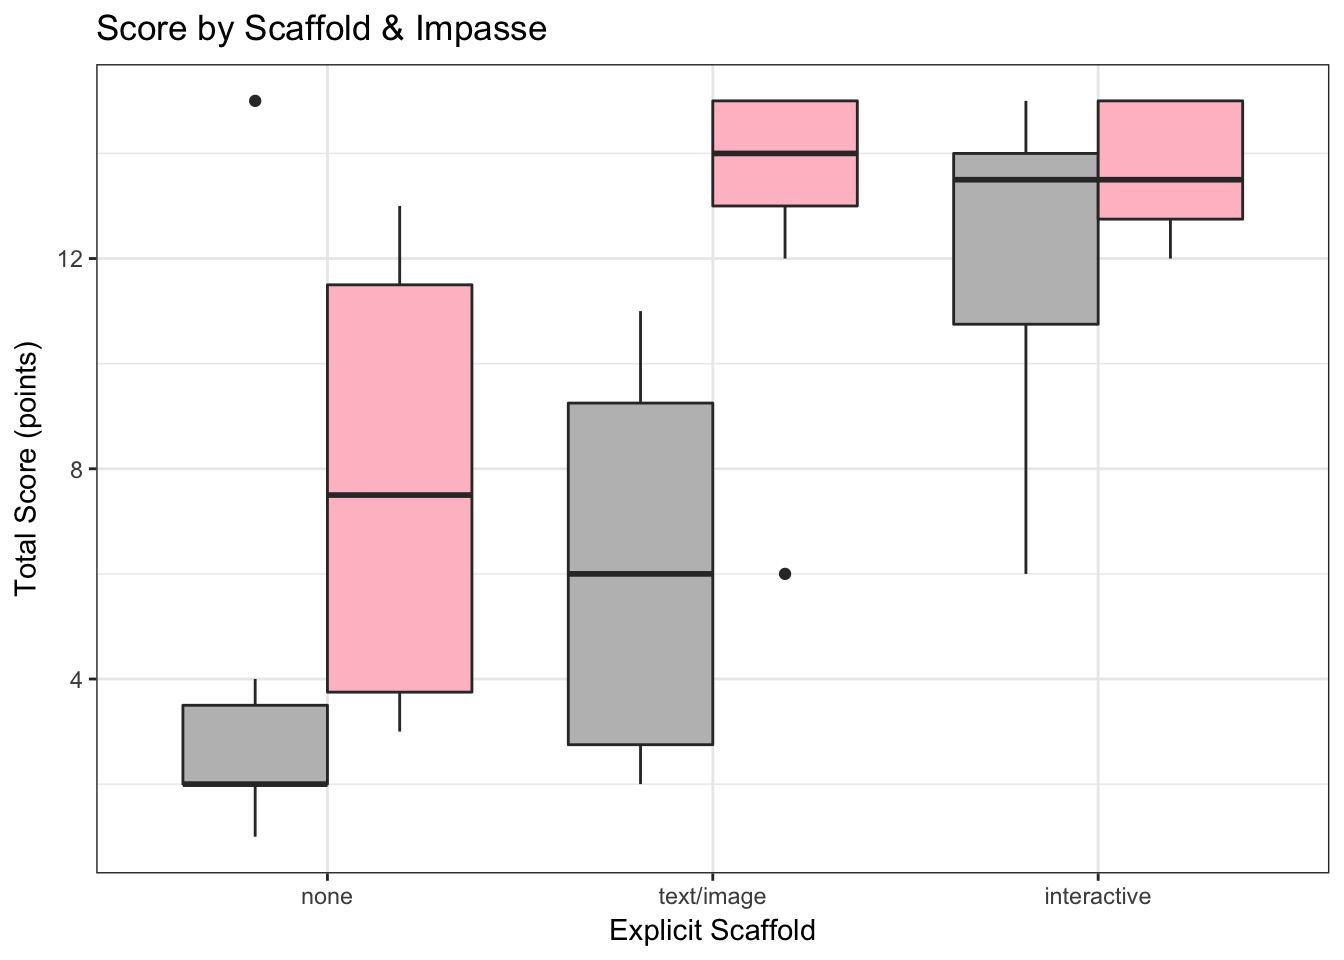 Score by Scaffold & Impasse
Total Score (points)
12
8
4
none
text/image
interactive
Explicit Scaffold